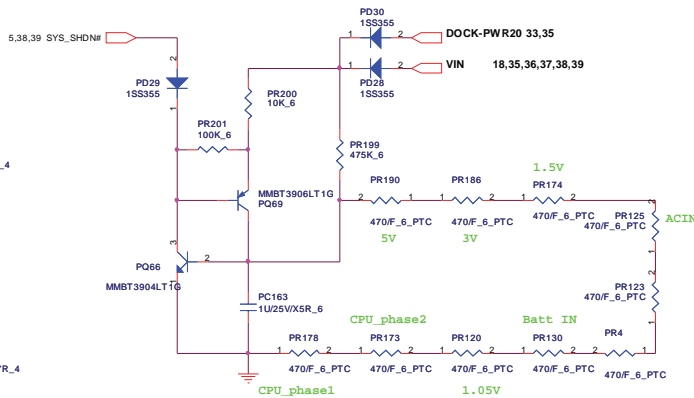 PD30
1SS355
5,38,39 SYS_SHDN#
1 2
DOCK-PWR20 33,35
2
1 2
VIN 18,35,36,37,38,39
PD29
1SS355
PD28
1SS355
PR200
10K_6
1
PR201
100K_6
PR199
475K_6
_4
1.5V
PR190
PR186
PR174
2
MMBT3906LT1G
PQ69
2 1
2 1
2 1
PR125
470/F_6_PTC
ACIN
470/F_6_PTC
470/F_6_PTC
470/F_6_PTC
1
5V
3V
3
2
PQ66
MMBT3904LT1G
1
2
PR123
470/F_6_PTC
PC163
1U/25V/X5R_6
1
CPU_phase2
Batt IN
PR178
PR173
PR120
PR130
PR4
1 2
1 2
1 2
1 2
2 1
YR_4
470/F_6_PTC
470/F_6_PTC
470/F_6_PTC
470/F_6_PTC
470/F_6_PTC
CPU_phase1
1.05V